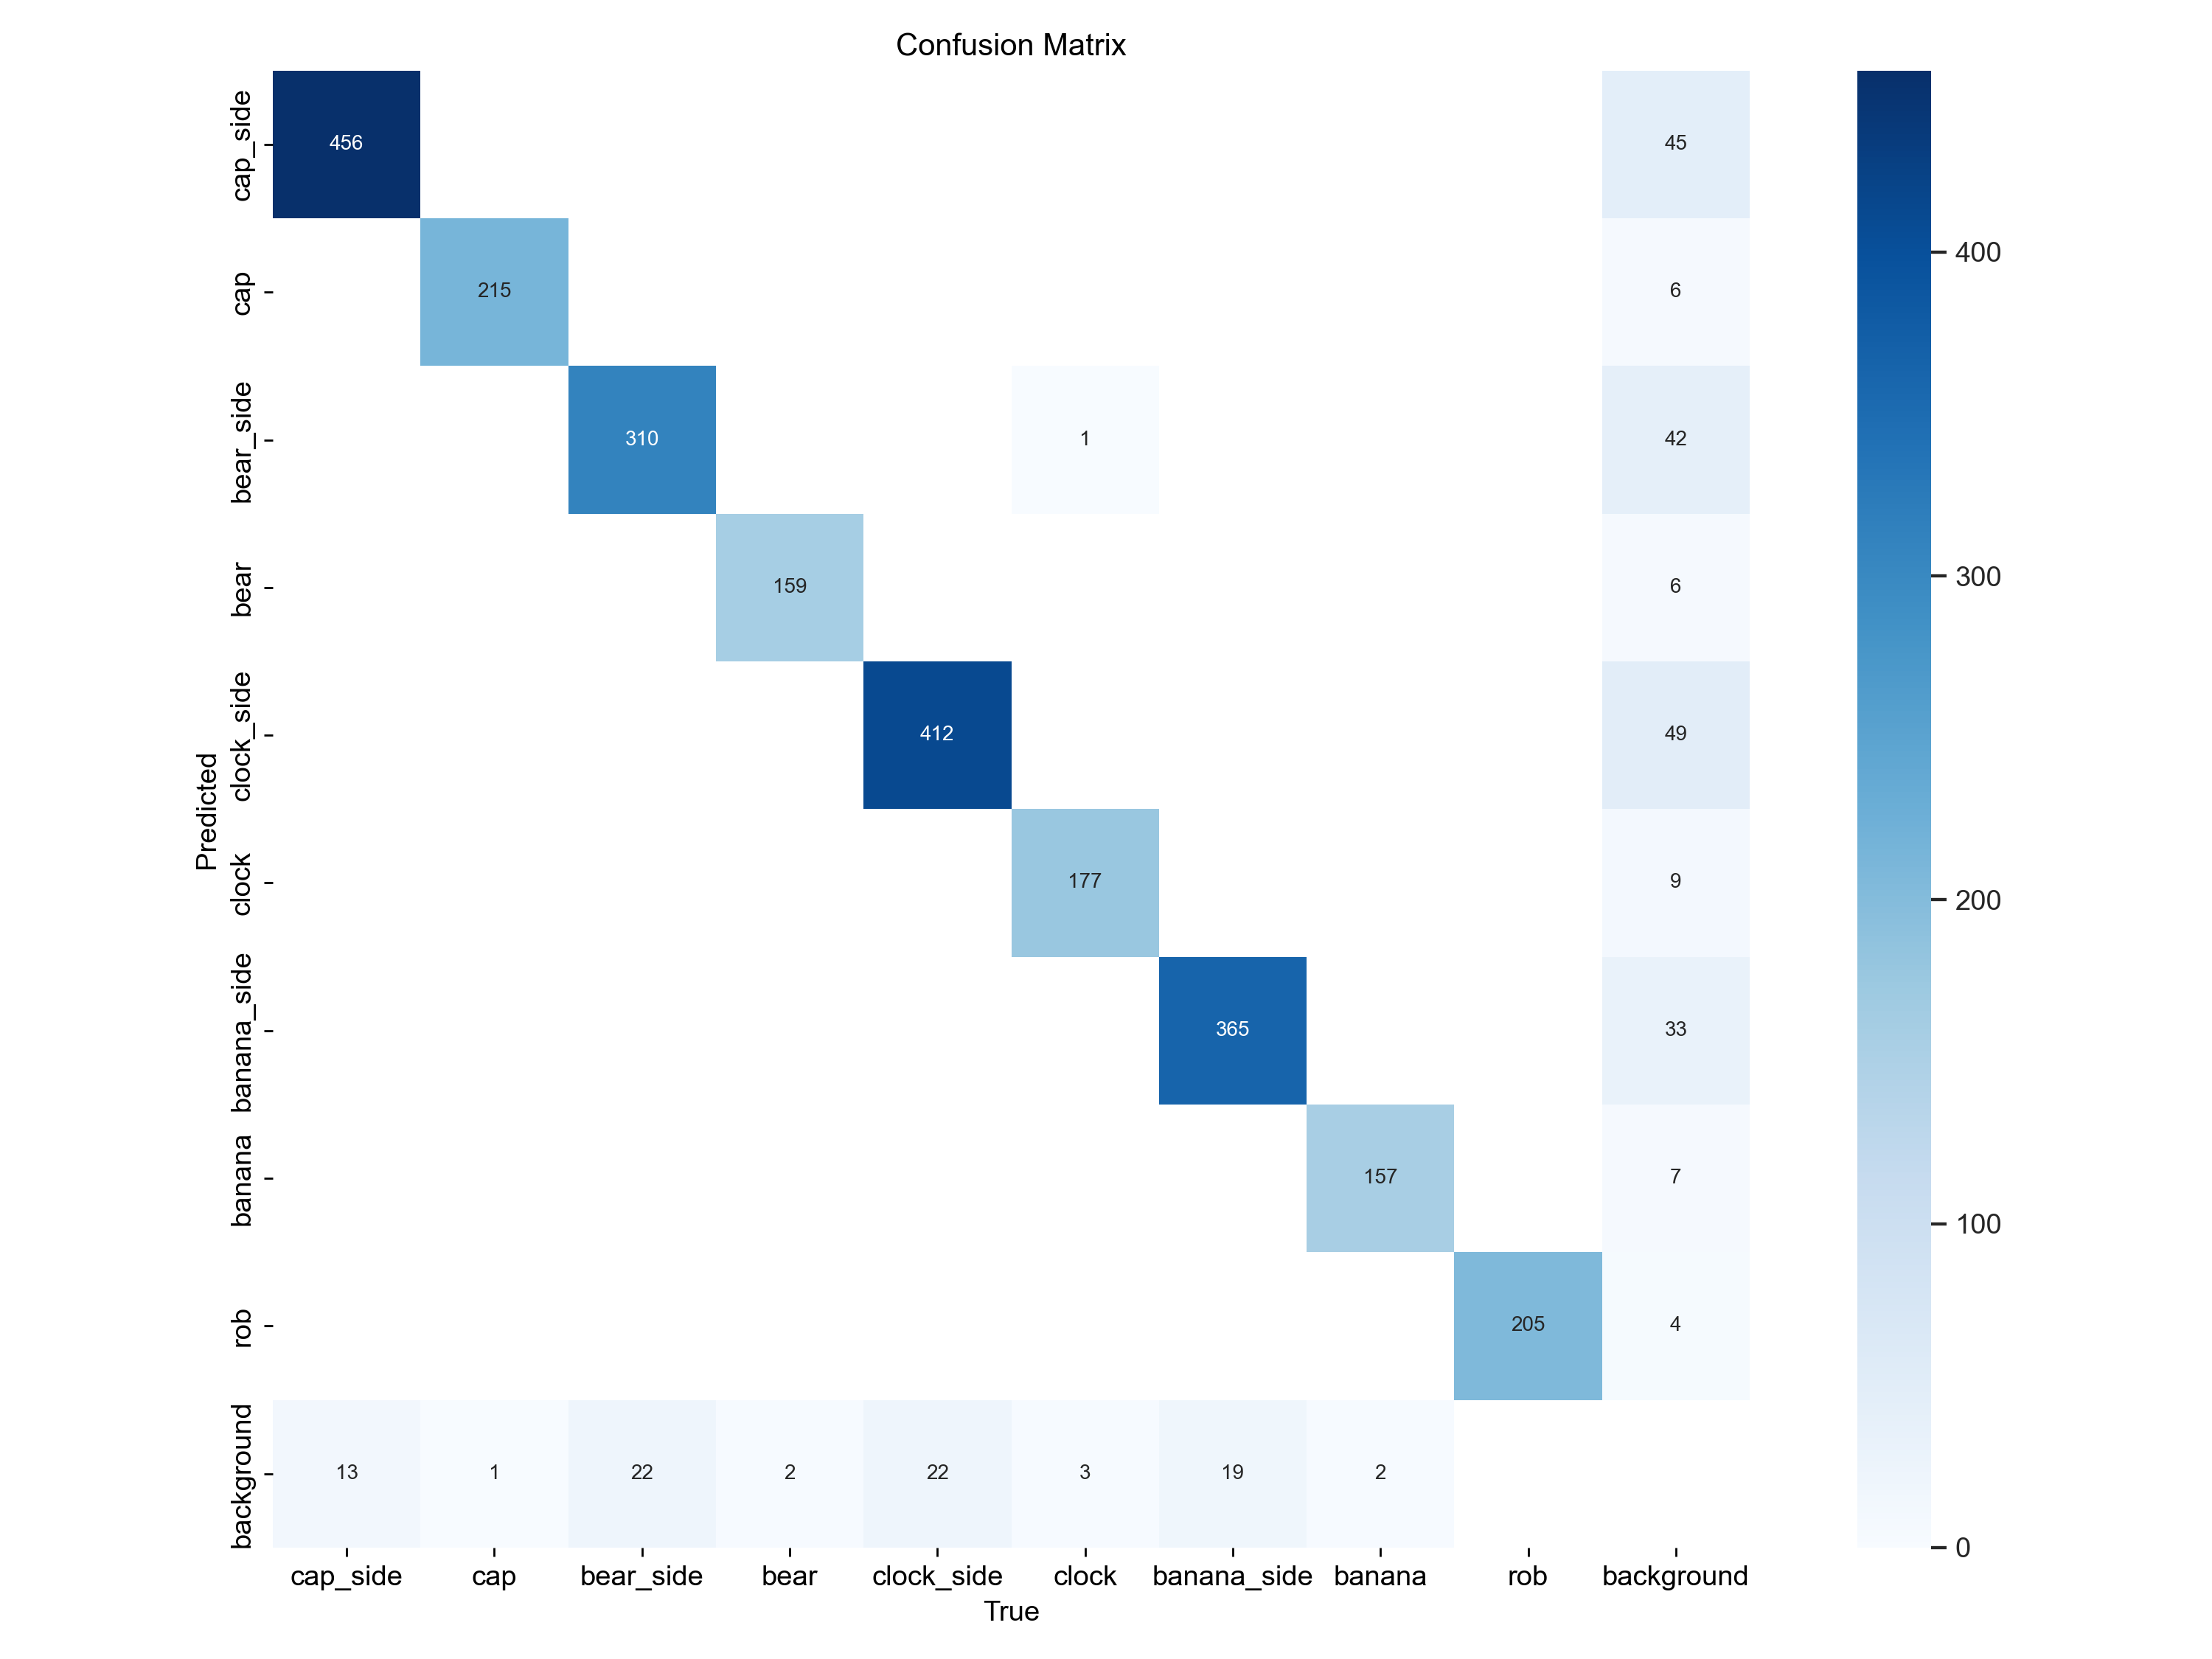 Confusion Matrix
cap_side
456
45
cap
215
6
bear_side
310
1
42
bear
159
6
clock_side
412
49
clock
177
9
banana_side
365
33
banana
157
7
rob
205
4
background
13
1
22
2
22
3
19
2
Predicted
cap_side cap bear_side bear clock_side clock banana_side banana rob background
True
400
300
200
100
0